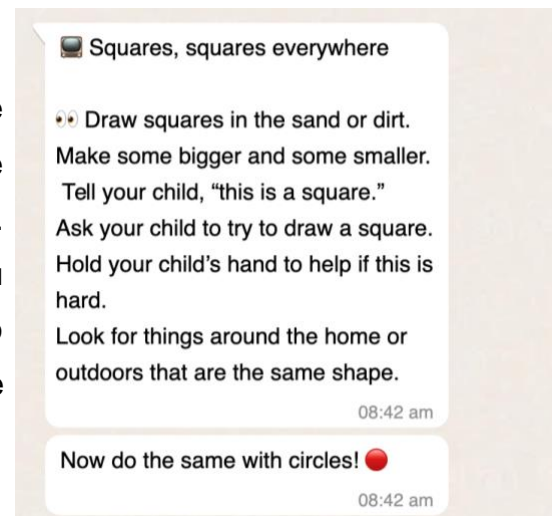 📺 Squares, squares everywhere
👀 Draw squares in the sand or dirt.
Make some bigger and some smaller.
Tell your child, “this is a square.”
Ask your child to try to draw a square.
Hold your child’s hand to help if this is
hard.
Look for things around the home or
outdoors that are the same shape.
08:42 am
Now do the same with circles! 🔴
08:42 am